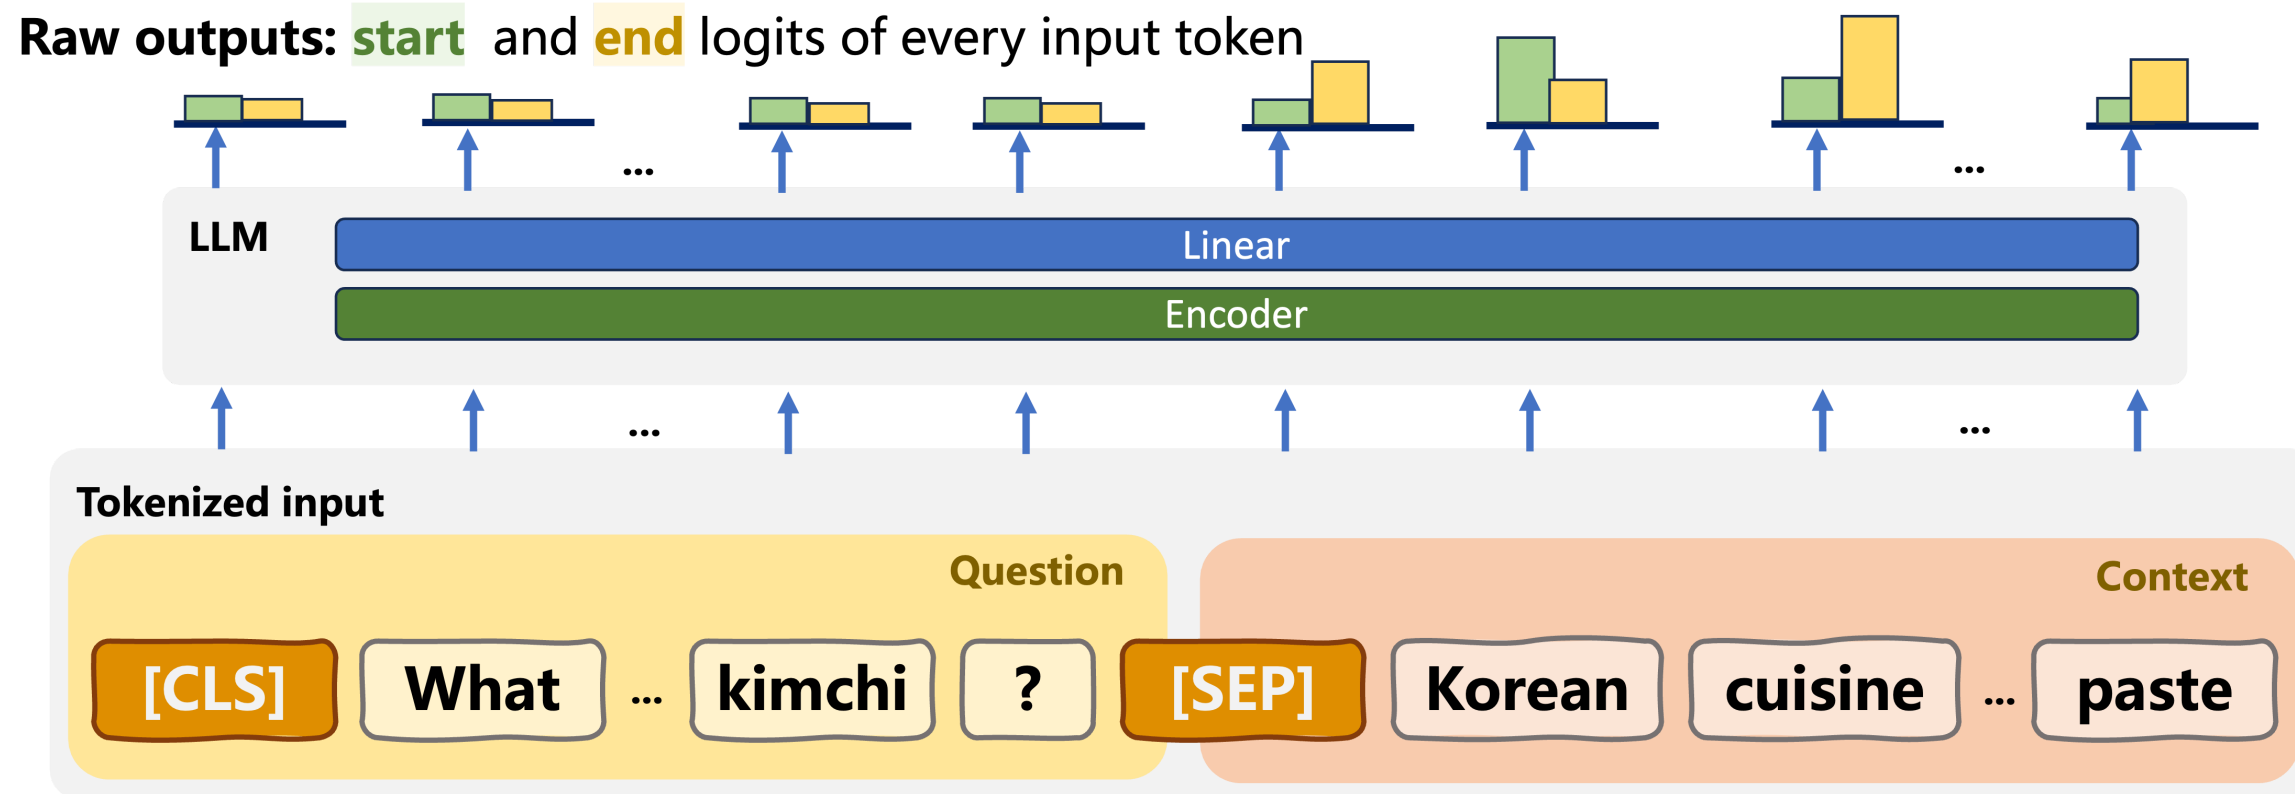 Raw outputs: start and end logits of every input token
... ...
LLM
Linear
Encoder
... ...
Tokenized input
Question
Context
[CLS] What ... kimchi ? [SEP] Korean cuisine ... paste